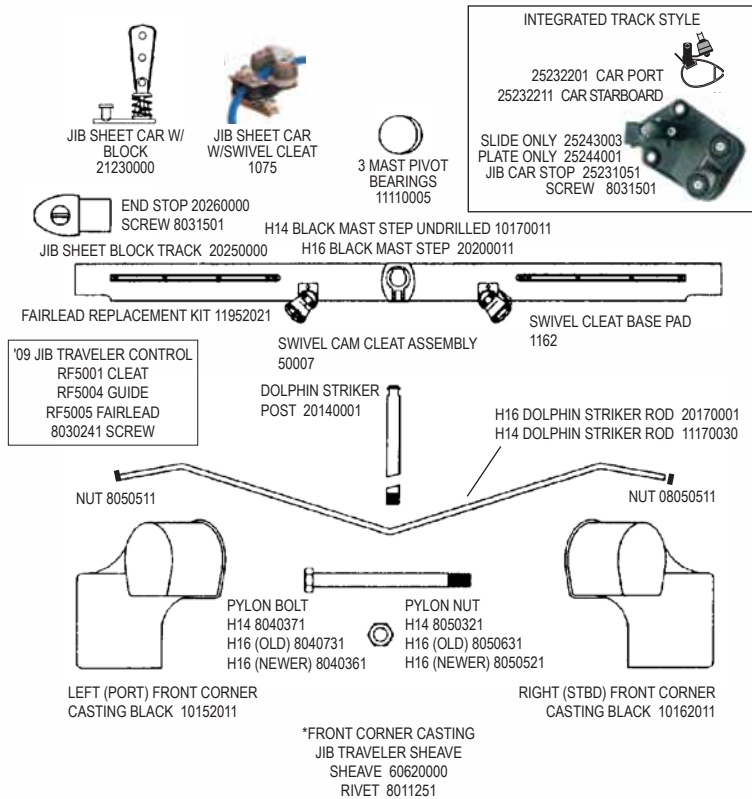 INTEGRATED TRACK STYLE
25232201 CAR PORT
25232211 CAR STARBOARD
SLIDE ONLY 25243003
PLATE ONLY 25244001
JIB CAR STOP 25231051
SCREW 8031501
JIB SHEET CAR W/
BLOCK
21230000
JIB SHEET CAR
W/SWIVEL CLEAT
1075
3 MAST PIVOT
BEARINGS
11110005
END STOP 20260000
SCREW 8031501
H14 BLACK MAST STEP UNDRILLED 10170011
JIB SHEET BLOCK TRACK 20250000
H16 BLACK MAST STEP 20200011
FAIRLEAD REPLACEMENT KIT 11952021
SWIVEL CAM CLEAT ASSEMBLY
50007
SWIVEL CLEAT BASE PAD
1162
'09 JIB TRAVELER CONTROL
RF5001 CLEAT
RF5004 GUIDE
RF5005 FAIRLEAD
8030241 SCREW
DOLPHIN STRIKER
POST 20140001
H16 DOLPHIN STRIKER ROD 20170001
H14 DOLPHIN STRIKER ROD 11170030
NUT 8050511
NUT 08050511
PYLON BOLT
H14 8040371
H16 (OLD) 8040731
H16 (NEWER) 8040361
PYLON NUT
H14 8050321
H16 (OLD) 8050631
H16 (NEWER) 8050521
LEFT (PORT) FRONT CORNER
CASTING BLACK 10152011
RIGHT (STBD) FRONT CORNER
CASTING BLACK 10162011
*FRONT CORNER CASTING
JIB TRAVELER SHEAVE
SHEAVE 60620000
RIVET 8011251